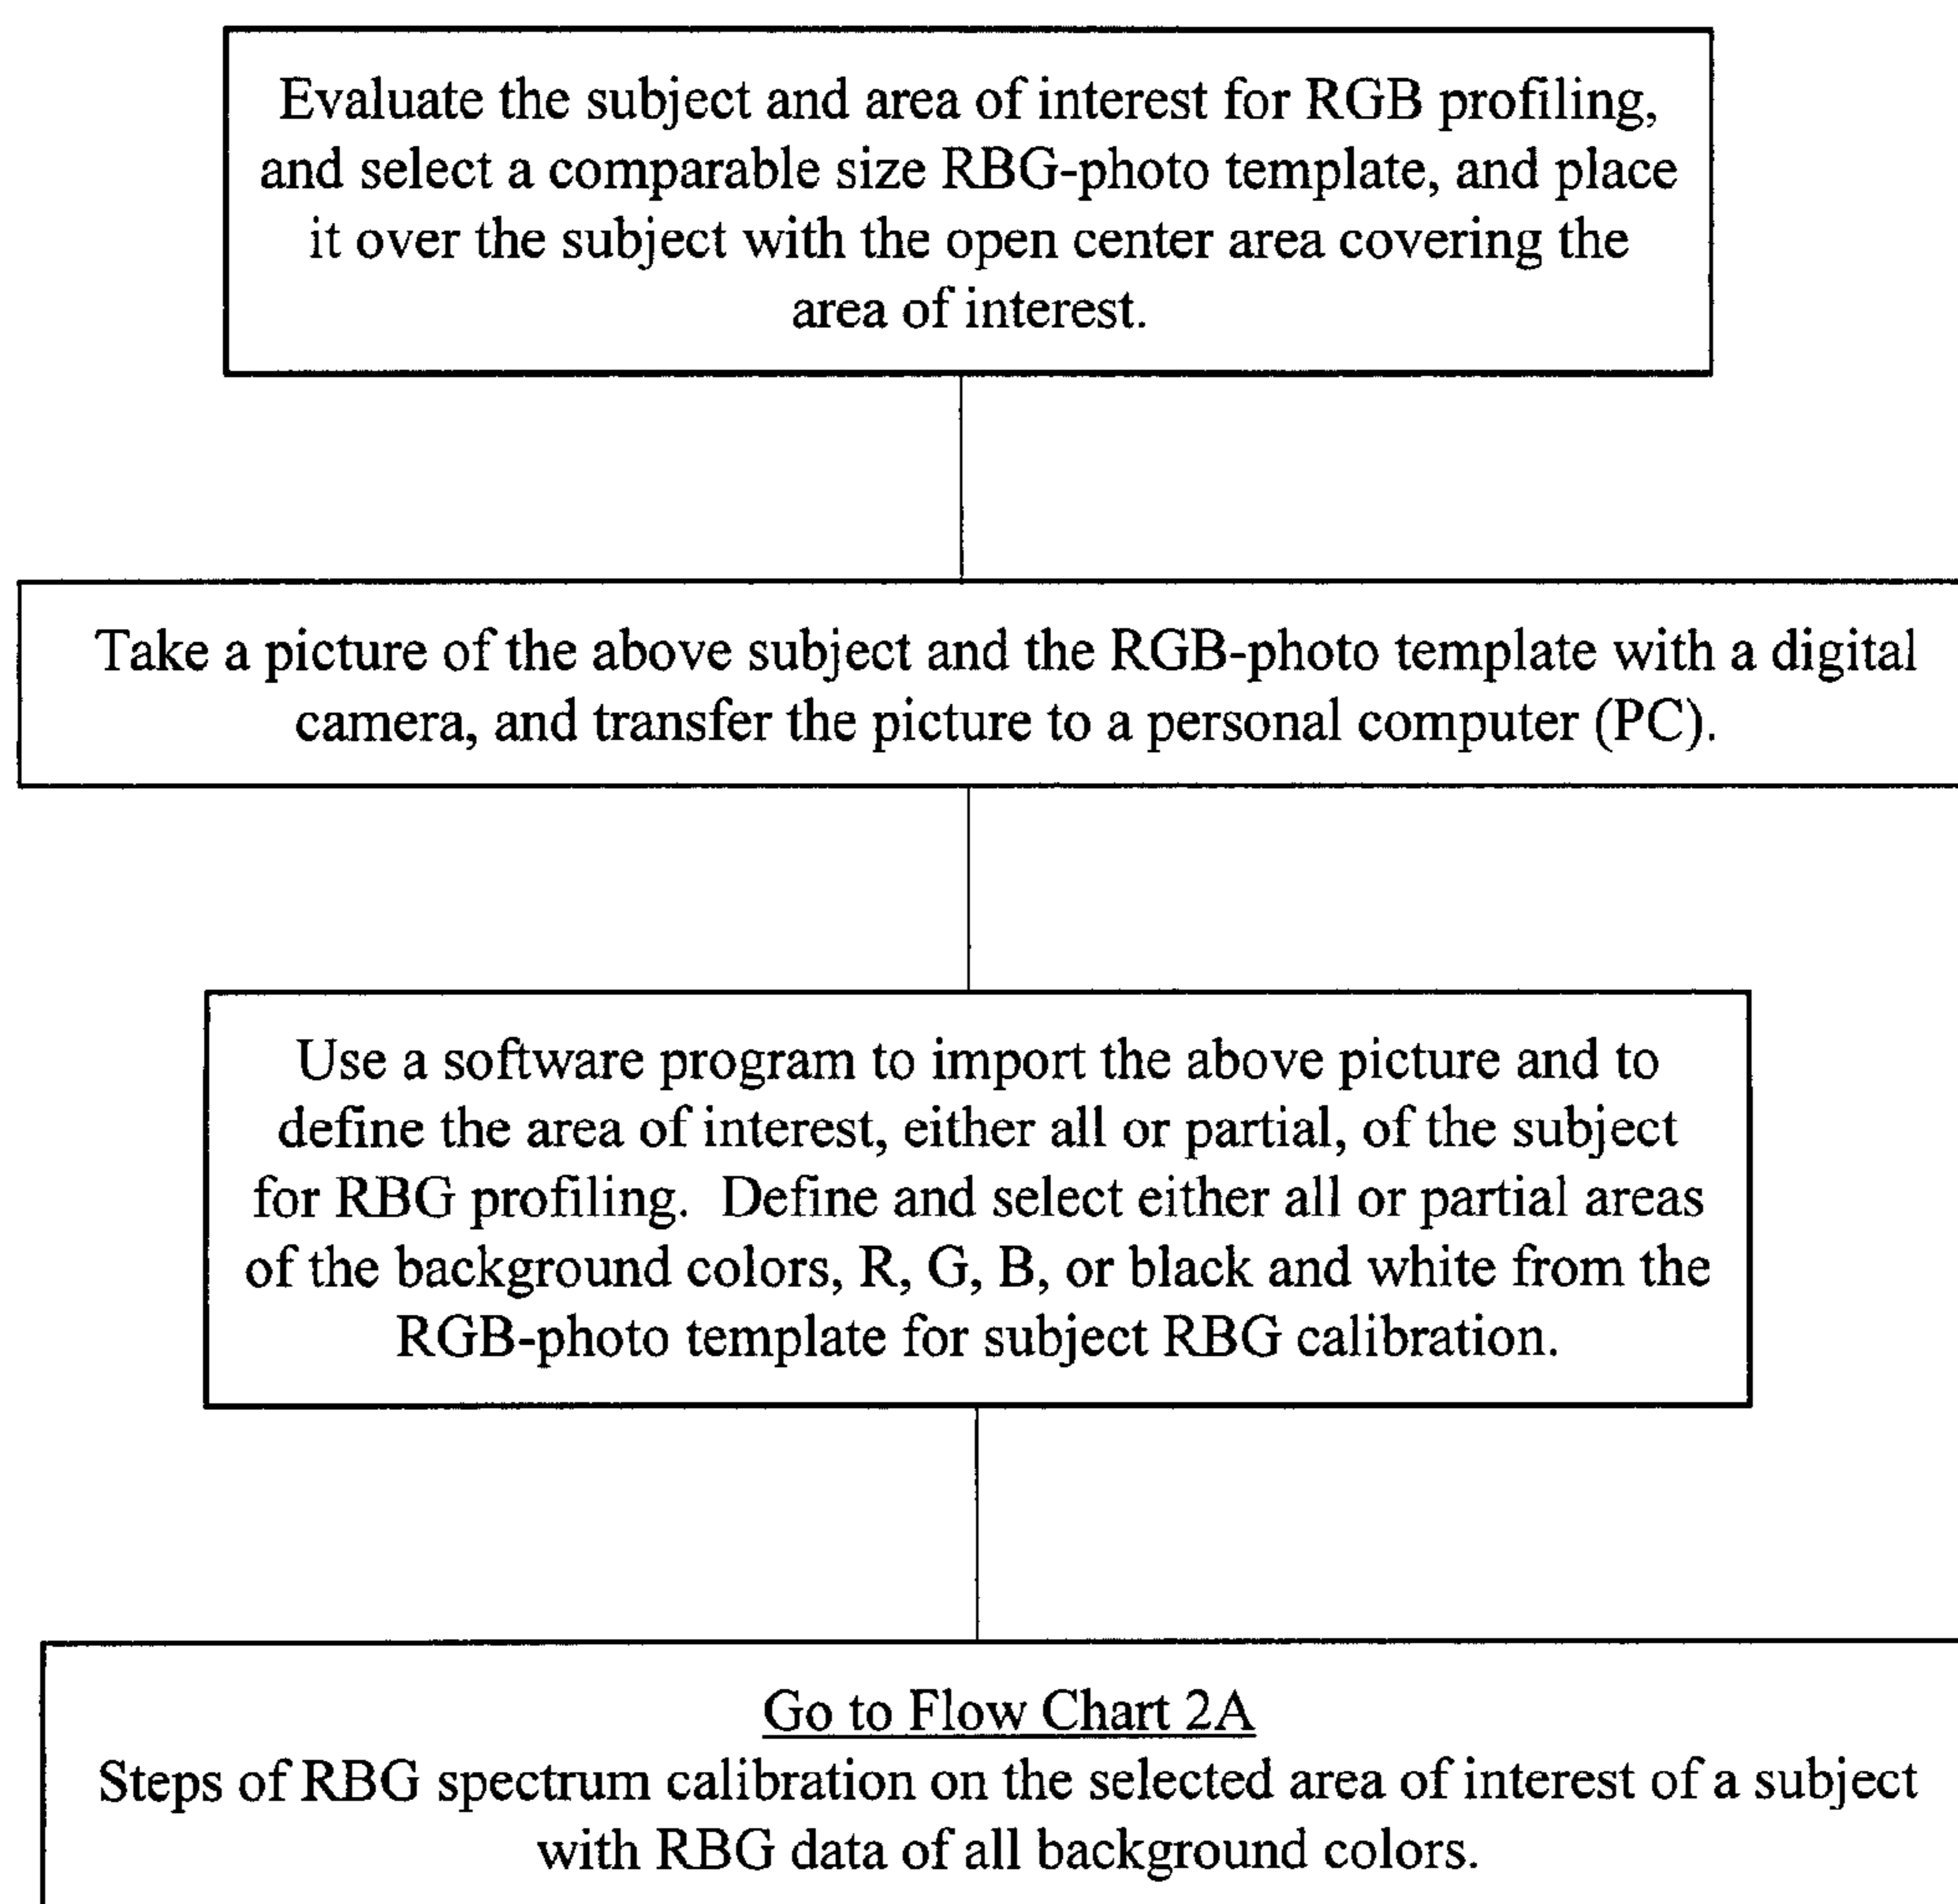 Evaluate the subject and area of interest for RGB profiling,
and select a comparable size RBG-photo template, and place
it over the subject with the open center area covering the
area of interest.
Take a picture of the above subject and the RGB-photo template with a digital
camera, and transfer the picture to a personal computer (PC).
Use a software program to import the above picture and to
define the area of interest, either all or partial, of the subject
for RBG profiling.  Define and select either all or partial areas
of the background colors, R, G, B, or black and white from the
RGB-photo template for subject RBG calibration.
Go to Flow Chart 2A
Steps of RBG spectrum calibration on the selected area of interest of a subject
with RBG data of all background colors.